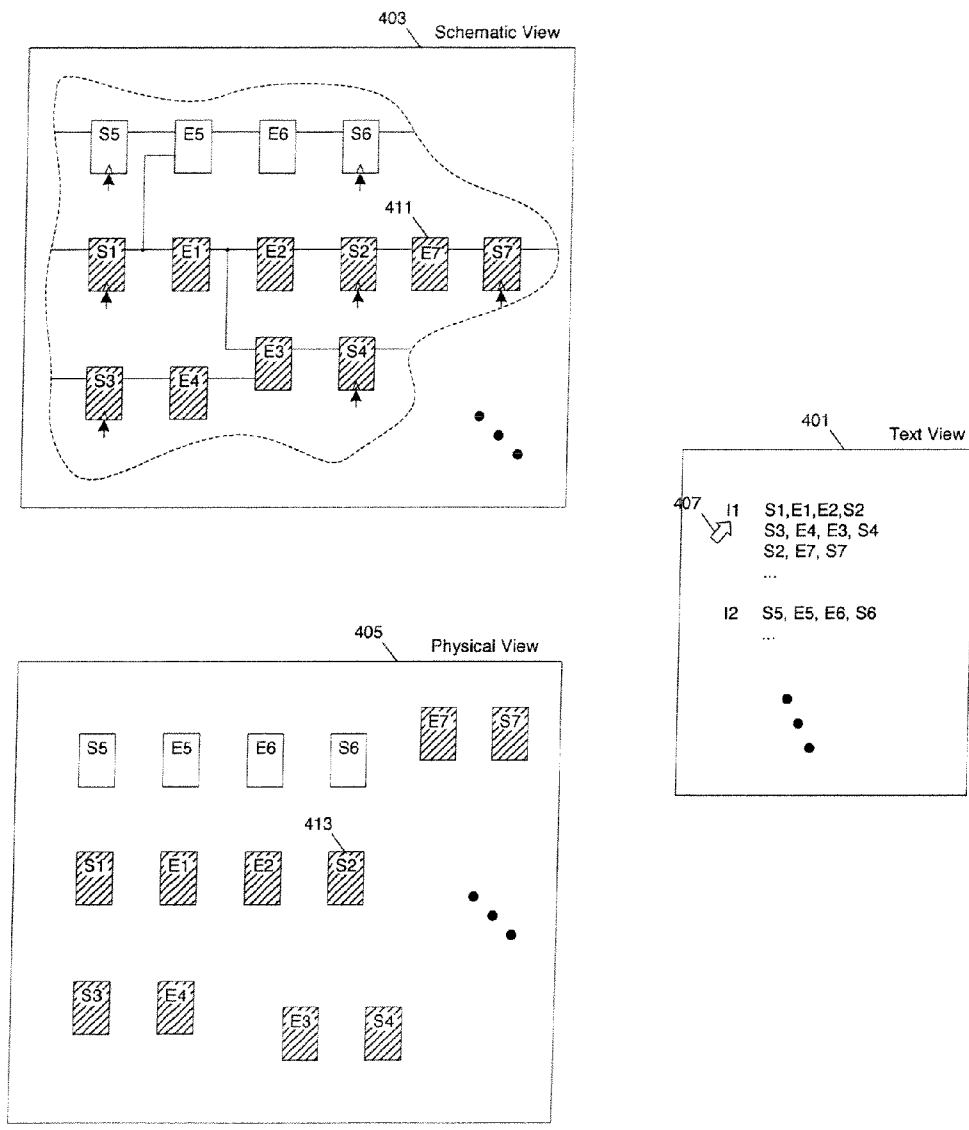 403
Schematic View
S5 E5 E6 S6
411
S1 E1 E2 S2 E7 S7
E3 S4
S3 E4
401
Text View
407
I1 S1,E1,E2,S2
S3, E4, E3, S4
S2, E7, S7
...
I2 S5, E5, E6, S6
...
405
Physical View
E7 S7
S5 E5 E6 S6
413
S1 E1 E2 S2
S3 E4
E3 S4